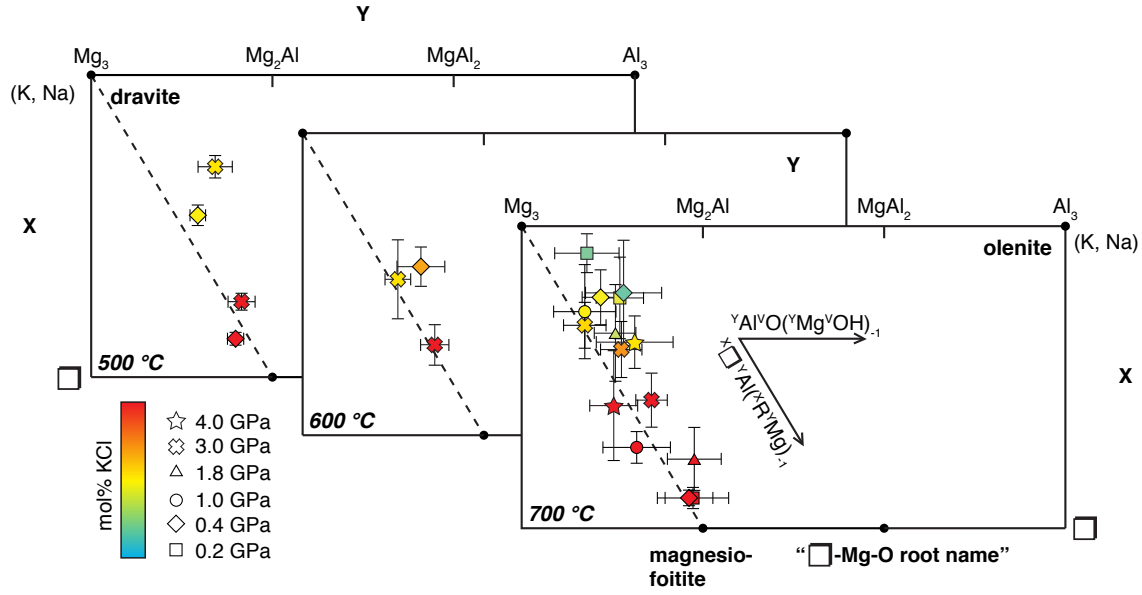 Y
Mg₃ Mg₂Al MgAl₂ Al₃
(K, Na) dravite
Y
Mg₃ Mg₂Al MgAl₂ Al₃
X
olenite (K, Na)
ʸAlᵛO(ʸMgᵛOH)₋₁
ˣ□ʸAl(ˣRʸMg)₋₁
500 °C
X
□
600 °C
mol% KCl
4.0 GPa
3.0 GPa
1.8 GPa
1.0 GPa
0.4 GPa
0.2 GPa
700 °C
□
magnesio-
foitite
“□-Mg-O root name”